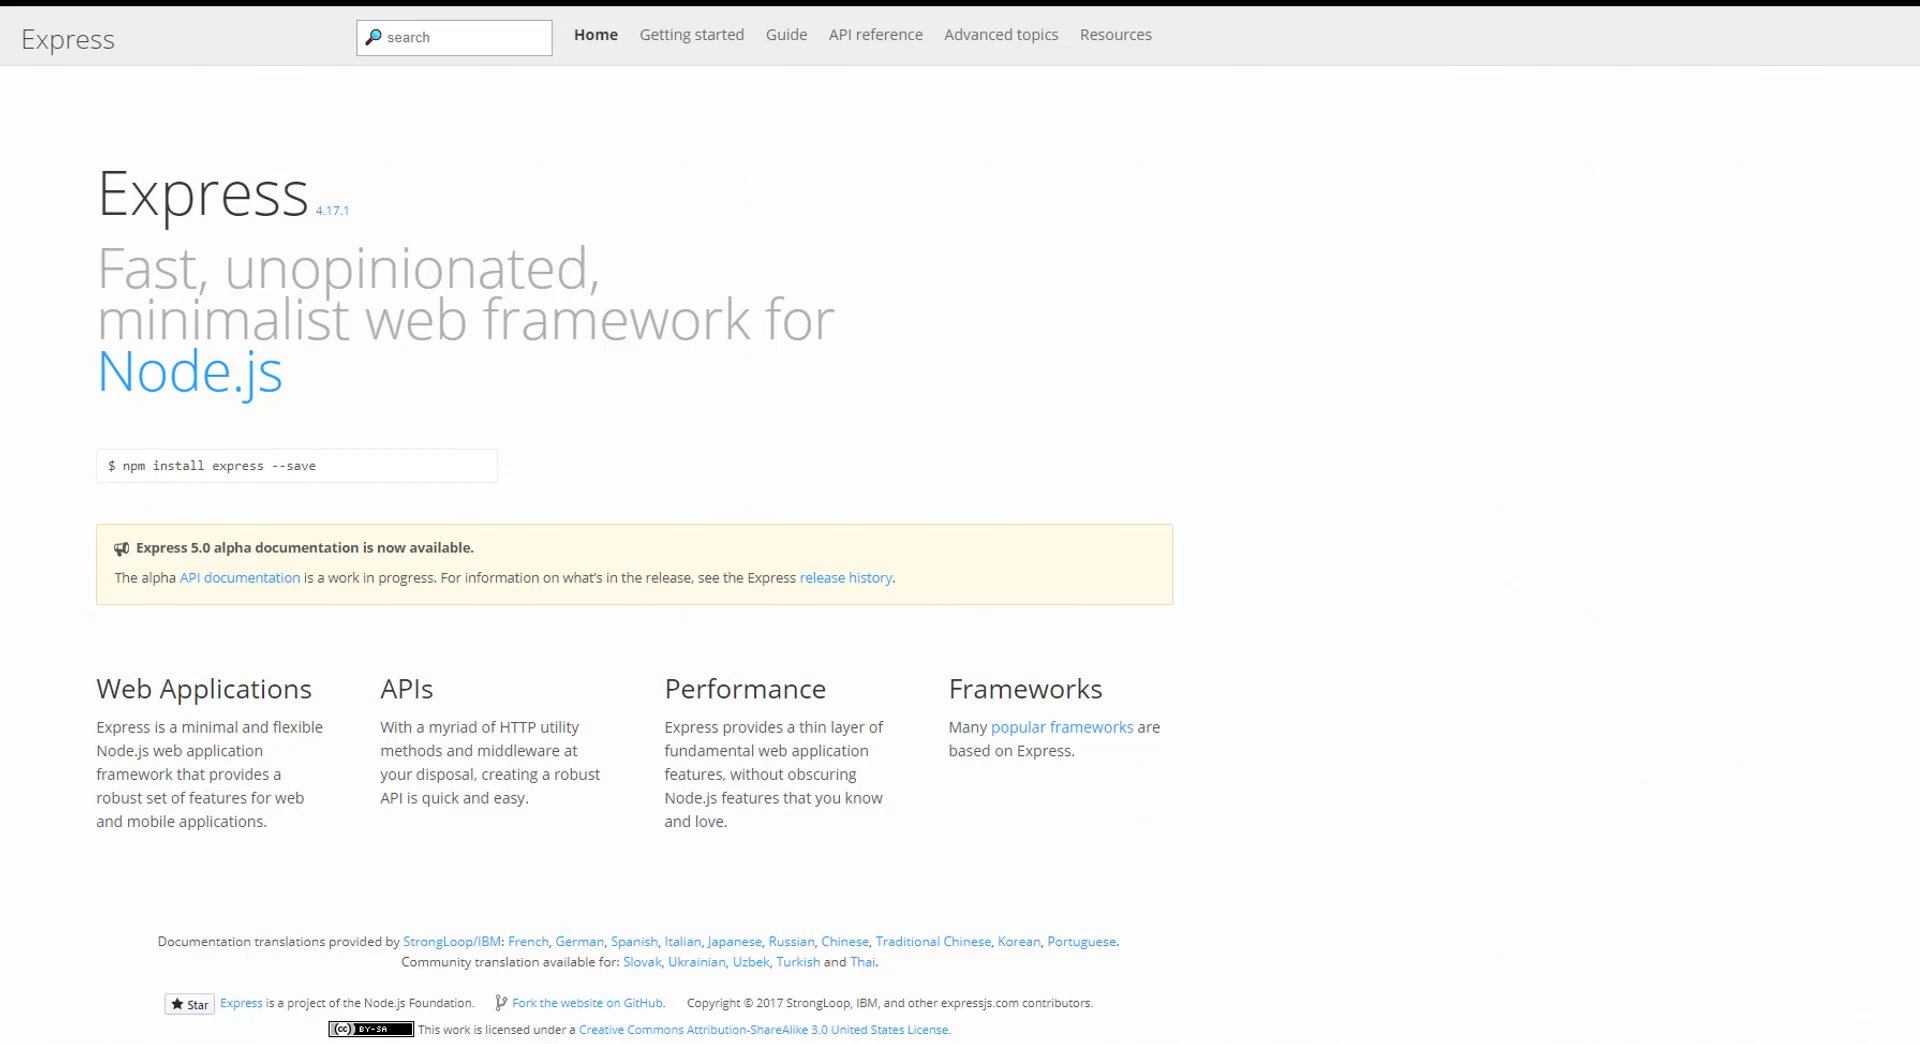 Express
search
Home Getting started Guide API reference Advanced topics Resources
Express 4.17.1
Fast, unopinionated,
minimalist web framework for
Node.js
$ npm install express --save
Express 5.0 alpha documentation is now available.
The alpha API documentation is a work in progress. For information on what's in the release, see the Express release history.
Web Applications
Express is a minimal and flexible
Node.js web application
framework that provides a
robust set of features for web
and mobile applications.
APIs
With a myriad of HTTP utility
methods and middleware at
your disposal, creating a robust
API is quick and easy.
Performance
Express provides a thin layer of
fundamental web application
features, without obscuring
Node.js features that you know
and love.
Frameworks
Many popular frameworks are
based on Express.
Documentation translations provided by StrongLoop/IBM: French, German, Spanish, Italian, Japanese, Russian, Chinese, Traditional Chinese, Korean, Portuguese.
Community translation available for: Slovak, Ukrainian, Uzbek, Turkish and Thai.
Star Express is a project of the Node.js Foundation. Fork the website on GitHub. Copyright © 2017 StrongLoop, IBM, and other expressjs.com contributors.
(cc) BY-SA This work is licensed under a Creative Commons Attribution-ShareAlike 3.0 United States License.